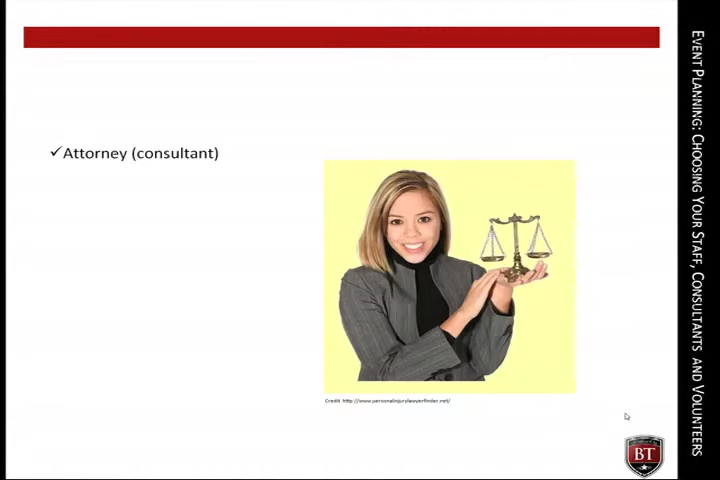 ✓Attorney (consultant)
Credit: http://www.personalinjurylawyerfinder.net/
Event Planning: Choosing Your Staff, Consultants and Volunteers
BT